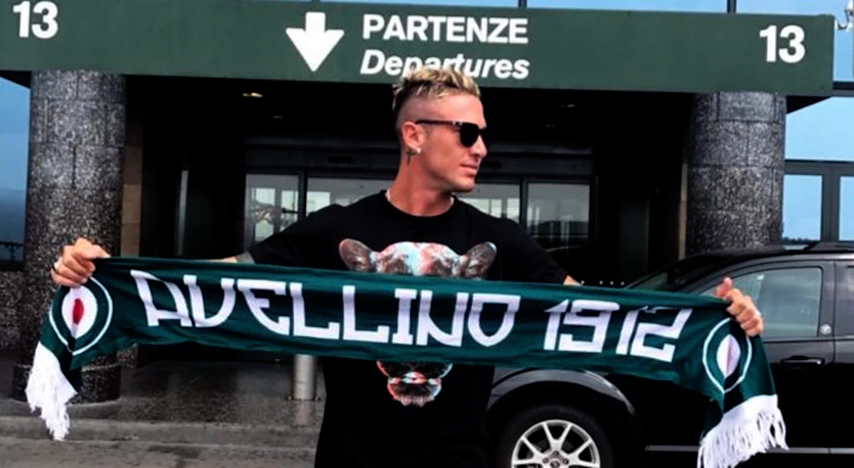 13
PARTENZE
Departures
13
AVELLINO 1912